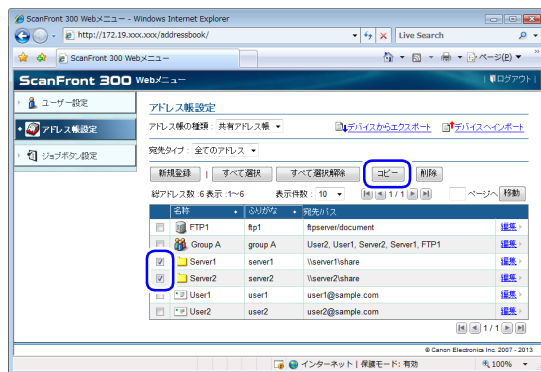 ScanFront 300 Webメニュー - Windows Internet Explorer
http://172.19.xxx.xxx/addressbook/
Live Search
ScanFront 300 Webメニュー
ページ(P)
ScanFront 300 Webメニュー
ログアウト
ユーザー設定
アドレス帳設定
ジョブボタン設定
アドレス帳設定
アドレス帳の種類: 共有アドレス帳
デバイスからエクスポート
デバイスへインポート
宛先タイプ: 全てのアドレス
新規登録 すべて選択 すべて選択解除 コピー 削除
総アドレス数 :6 表示 :1~6 表示件数: 10 1 / 1 ページへ 移動
名称 ふりがな 宛先/パス
FTP1 ftp1 ftpserver/document 編集
Group A group A User2, User1, Server2, Server1, FTP1 編集
Server1 server1 \\server1\share 編集
Server2 server2 \\server2\share 編集
User1 user1 user1@sample.com 編集
User2 user2 user2@sample.com 編集
1 / 1
© Canon Electronics Inc. 2007 - 2013
インターネット | 保護モード: 有効 100%